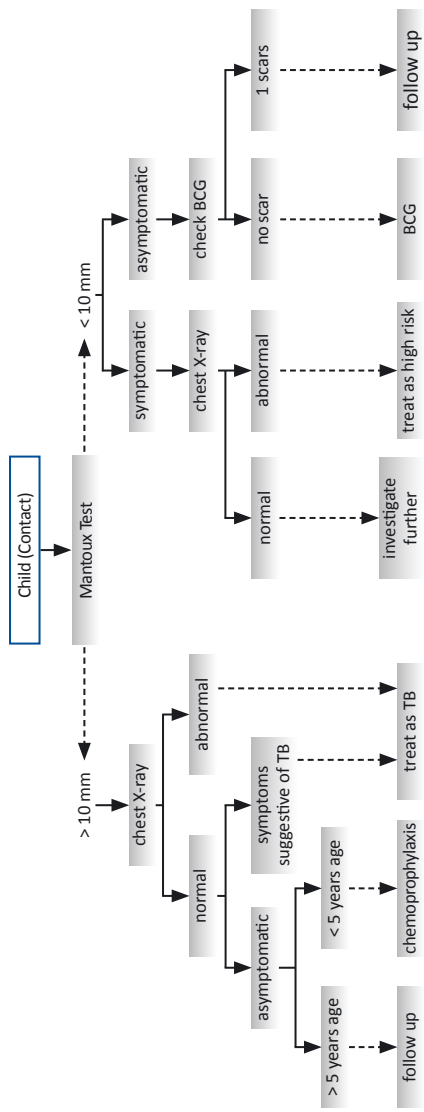 Child (Contact)
Mantoux Test
> 10 mm
< 10 mm
chest X-ray
symptomatic
asymptomatic
normal
abnormal
chest X-ray
check BCG
asymptomatic
symptoms
suggestive of TB
normal
abnormal
no scar
1 scars
> 5 years age
< 5 years age
follow up
chemoprophylaxis
treat as TB
investigate
further
treat as high risk
BCG
follow up